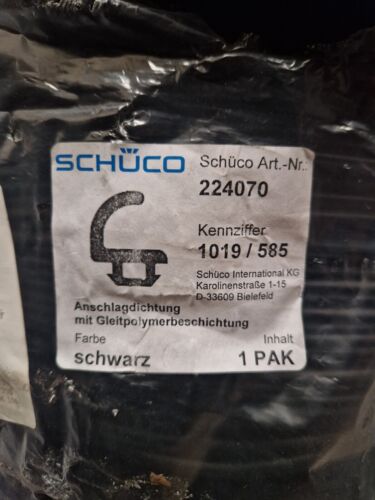 SCHÜCO
Schüco Art.-Nr.:
224070
Kennziffer
1019 / 585
Schüco International KG
Karolinenstraße 1-15
D-33609 Bielefeld
Anschlagdichtung
mit Gleitpolymerbeschichtung
Farbe
Inhalt
schwarz
1 PAK